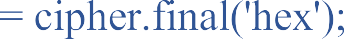 = cipher.final('hex');